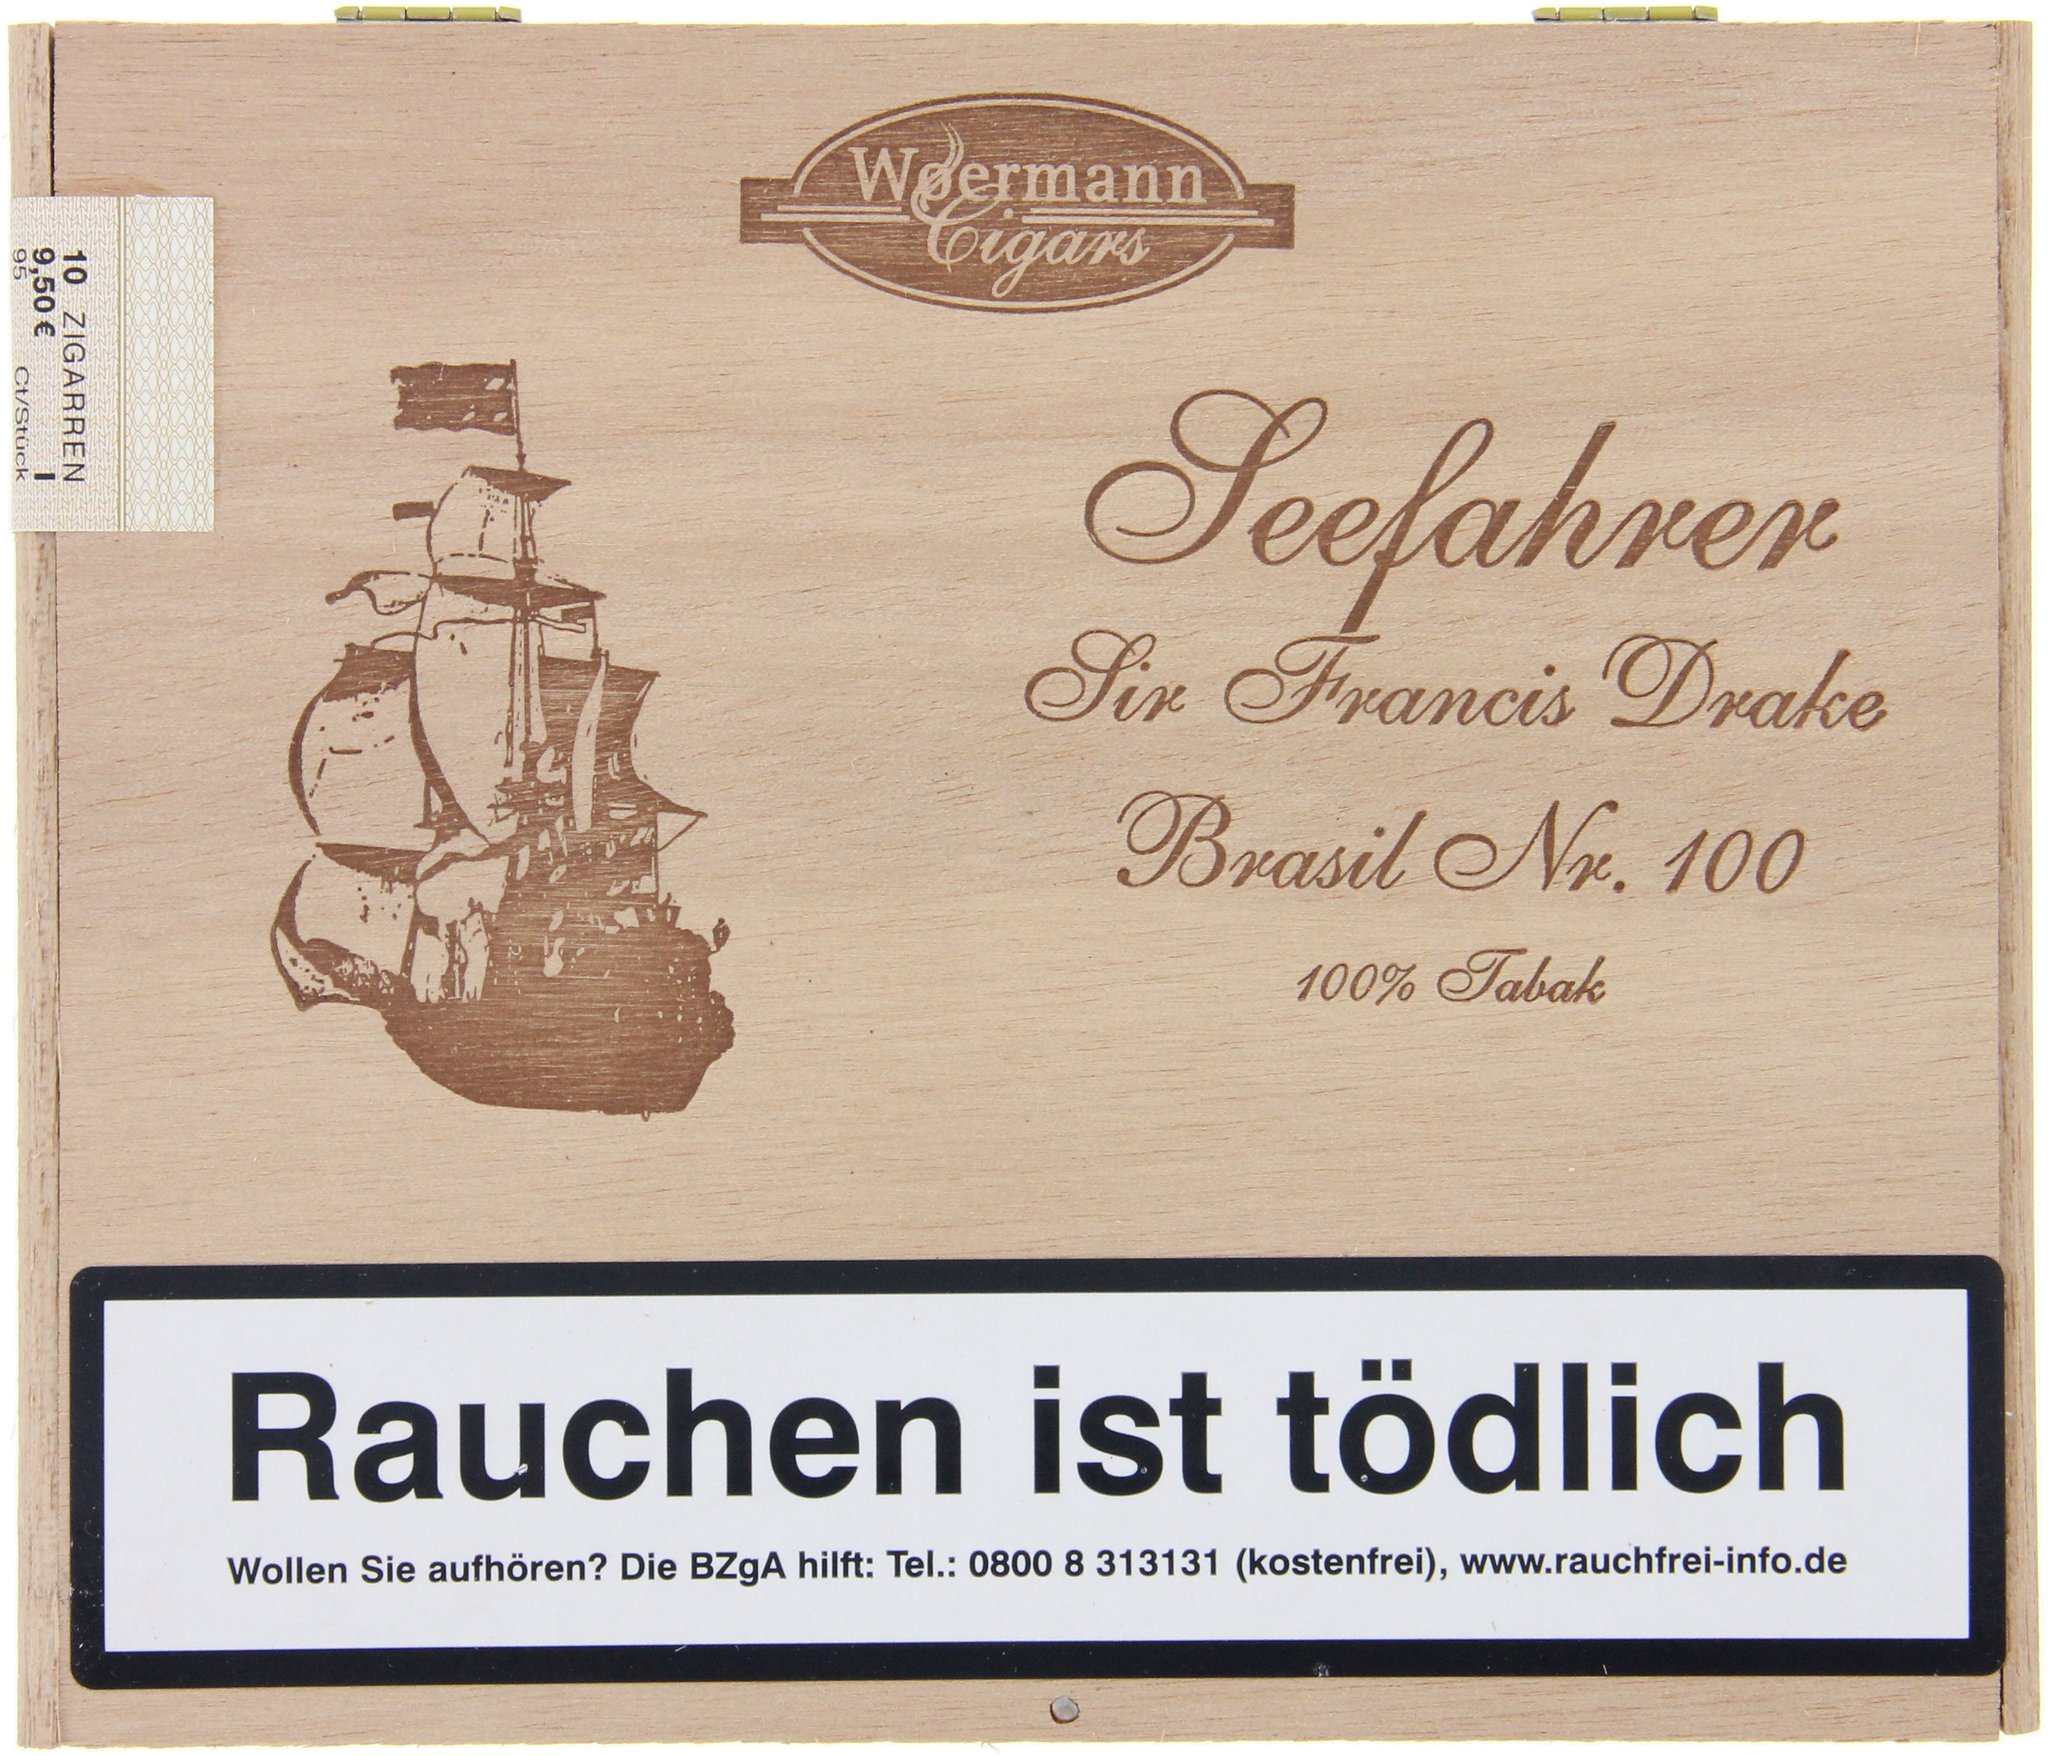 Woermann
Cigars
10 ZIGARREN
9,50€ I
95 Ct/Stück
Seefahrer
Sir Francis Drake
Brasil Nr. 100
100% Tabak
Rauchen ist tödlich
Wollen Sie aufhören? Die BZgA hilft: Tel.: 0800 8 313131 (kostenfrei), www.rauchfrei-info.de